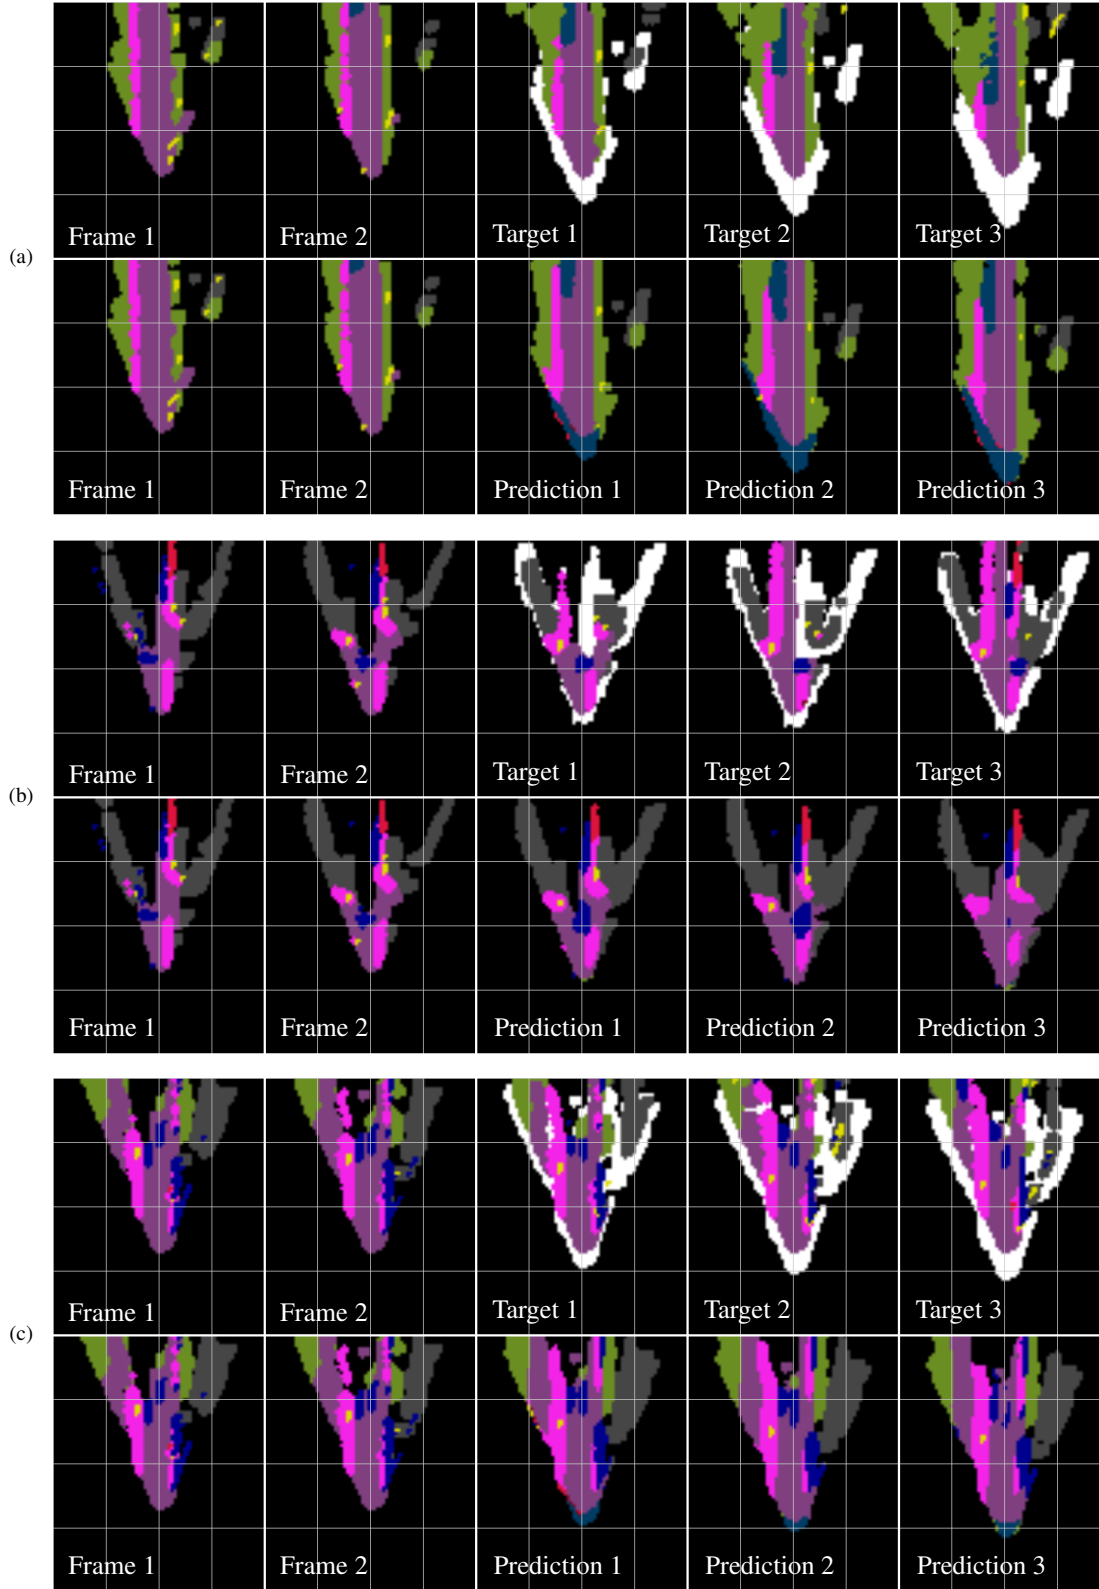 Frame 1 Frame 2 Target 1 Target 2 Target 3
(a)
Frame 1 Frame 2 Prediction 1 Prediction 2 Prediction 3
Frame 1 Frame 2 Target 1 Target 2 Target 3
(b)
Frame 1 Frame 2 Prediction 1 Prediction 2 Prediction 3
Frame 1 Frame 2 Target 1 Target 2 Target 3
(c)
Frame 1 Frame 2 Prediction 1 Prediction 2 Prediction 3